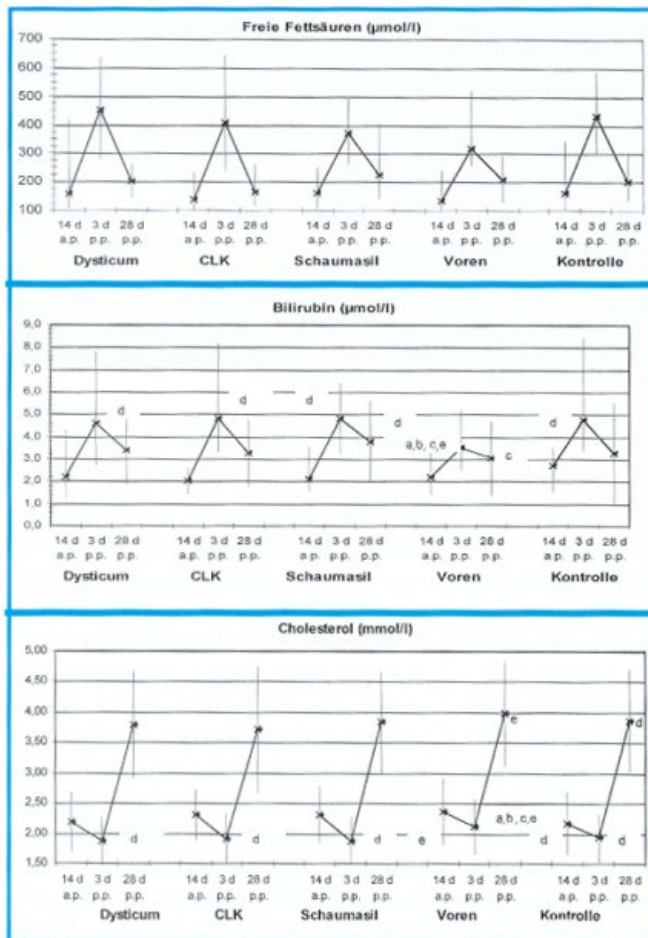 Freie Fettsäuren (µmol/l)
700
600
500
400
300
200
100
14 d 3 d 28 d 14 d 3 d 28 d 14 d 3 d 28 d 14 d 3 d 28 d 14 d 3 d 28 d
a.p. p.p. p.p. a.p. p.p. p.p. a.p. p.p. p.p. a.p. p.p. p.p. a.p. p.p. p.p.
Dysticum CLK Schaumasil Voren Kontrolle
Bilirubin (µmol/l)
9,0
8,0
7,0
6,0
d d
5,0
d d d
4,0
a,b, c,e
3,0
c
2,0
1,0
0,0
14 d 3 d 28 d 14 d 3 d 28 d 14 d 3 d 28 d 14 d 3 d 28 d 14 d 3 d 28 d
a.p. p.p. p.p. a.p. p.p. p.p. a.p. p.p. p.p. a.p. p.p. p.p. a.p. p.p. p.p.
Dysticum CLK Schaumasil Voren Kontrolle
Cholesterol (mmol/l)
5,00
4,50
4,00
e d
3,50
3,00
2,50
a,b, c,e
2,00
d d d e d d
1,50
14 d 3 d 28 d 14 d 3 d 28 d 14 d 3 d 28 d 14 d 3 d 28 d 14 d 3 d 28 d
a.p. p.p. p.p. a.p. p.p. p.p. a.p. p.p. p.p. a.p. p.p. p.p. a.p. p.p. p.p.
Dysticum CLK Schaumasil Voren Kontrolle